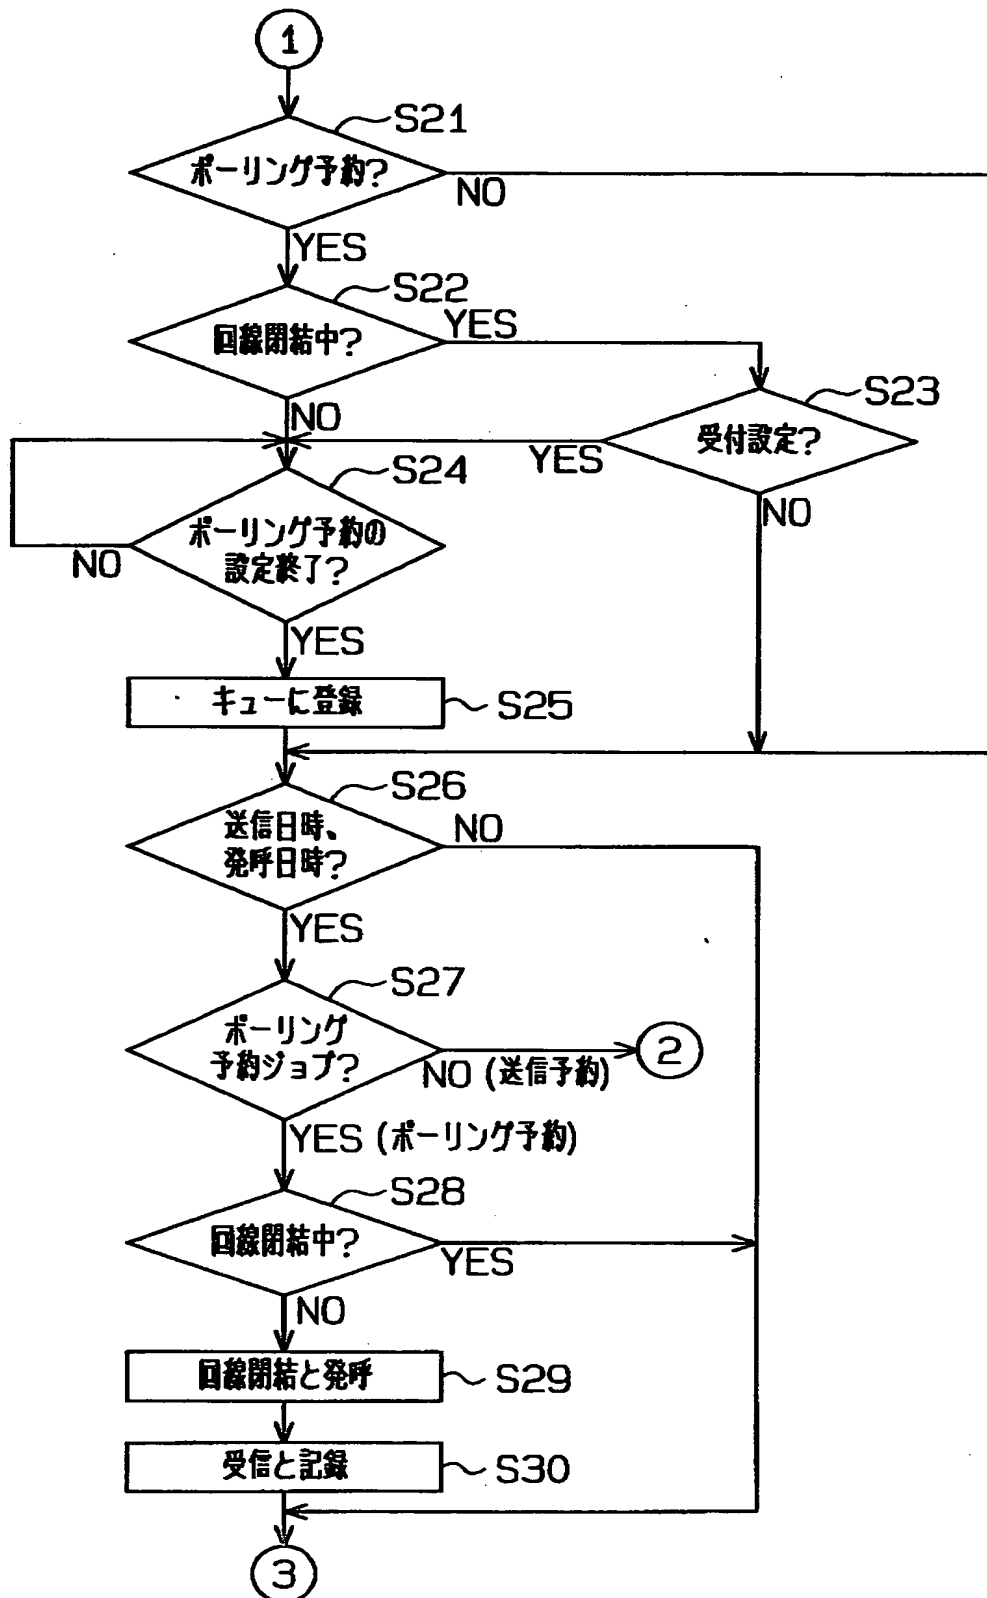 1
S21
ポーリング予約?
NO
YES
S22
YES
回線閉結中?
S23
NO
受付設定?
YES
S24
NO
ポーリング予約の
設定終了?
NO
YES
キューに登録
S25
S26
送信日時、
発呼日時?
NO
YES
S27
ポーリング
予約ジョブ?
2
NO (送信予約)
YES (ポーリング予約)
S28
回線閉結中?
YES
NO
回線閉結と発呼
S29
受信と記録
S30
3